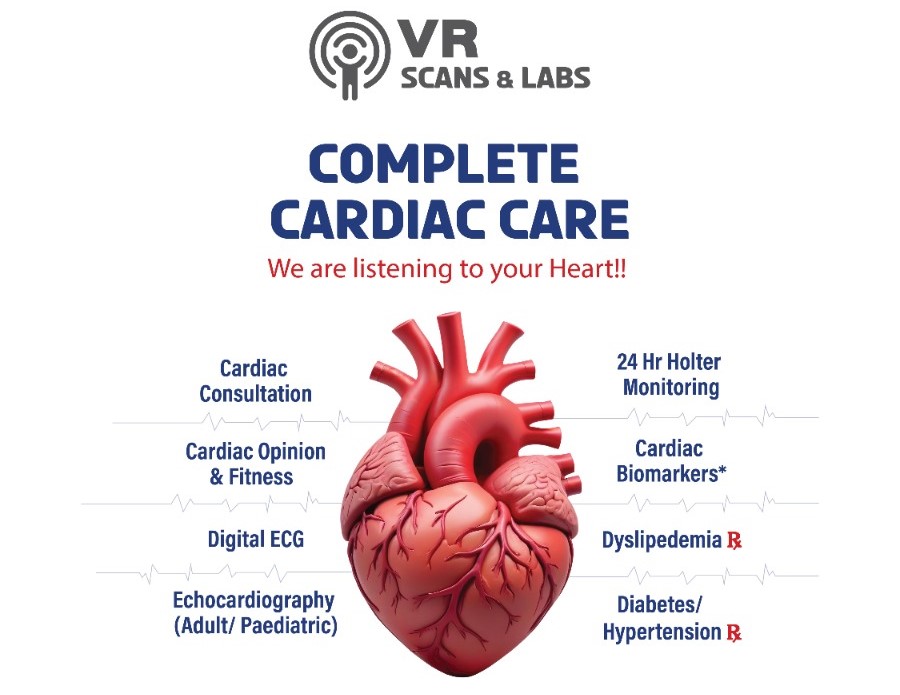 VR
SCANS & LABS
COMPLETE
CARDIAC CARE
We are listening to your Heart!!
Cardiac
Consultation
Cardiac Opinion
& Fitness
Digital ECG
Echocardiography
(Adult/ Paediatric)
24 Hr Holter
Monitoring
Cardiac
Biomarkers*
Dyslipedemia ℞
Diabetes/
Hypertension ℞